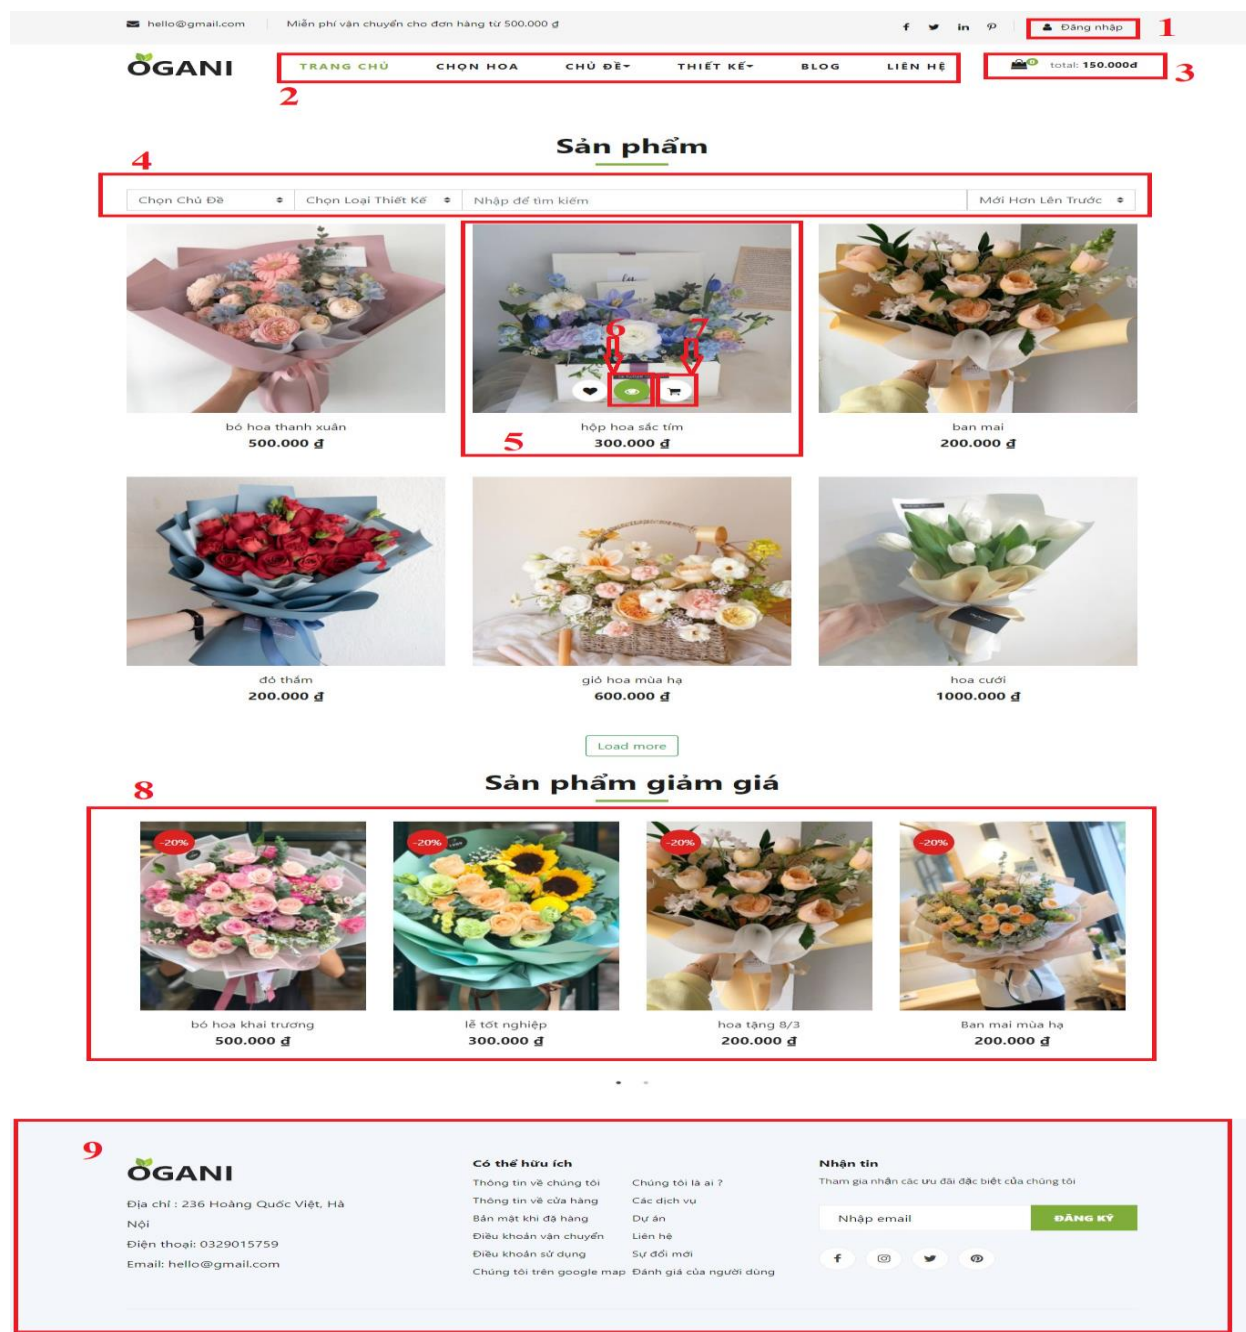 hello@gmail.com
Miễn phí vận chuyển cho đơn hàng từ 500.000 ₫
Đăng nhập
1
OGANI
TRANG CHỦ
CHỌN HOA
CHỦ ĐỀ
THIẾT KẾ
BLOG
LIÊN HỆ
0
total: 150.000đ
2
3
Sản phẩm
4
Chọn Chủ Đề
Chọn Loại Thiết Kế
Nhập để tìm kiếm
Mới Hơn Lên Trước
6
7
bó hoa thanh xuân
500.000 ₫
5
hộp hoa sắc tím
300.000 ₫
ban mai
200.000 ₫
đỏ thắm
200.000 ₫
giỏ hoa mùa hạ
600.000 ₫
hoa cưới
1000.000 ₫
Load more
Sản phẩm giảm giá
8
-20%
-20%
-20%
-20%
bó hoa khai trương
500.000 ₫
lễ tốt nghiệp
300.000 ₫
hoa tặng 8/3
200.000 ₫
Ban mai mùa hạ
200.000 ₫
9
OGANI
Địa chỉ : 236 Hoàng Quốc Việt, Hà
Nội
Điện thoại: 0329015759
Email: hello@gmail.com
Có thể hữu ích
Thông tin về chúng tôi
Thông tin về cửa hàng
Bản mật khi đã hàng
Điều khoản vận chuyển
Điều khoản sử dụng
Chúng tôi trên google map
Chúng tôi là ai ?
Các dịch vụ
Dự án
Liên hệ
Sự đổi mới
Đánh giá của người dùng
Nhận tin
Tham gia nhận các ưu đãi đặc biệt của chúng tôi
Nhập email
ĐĂNG KÝ